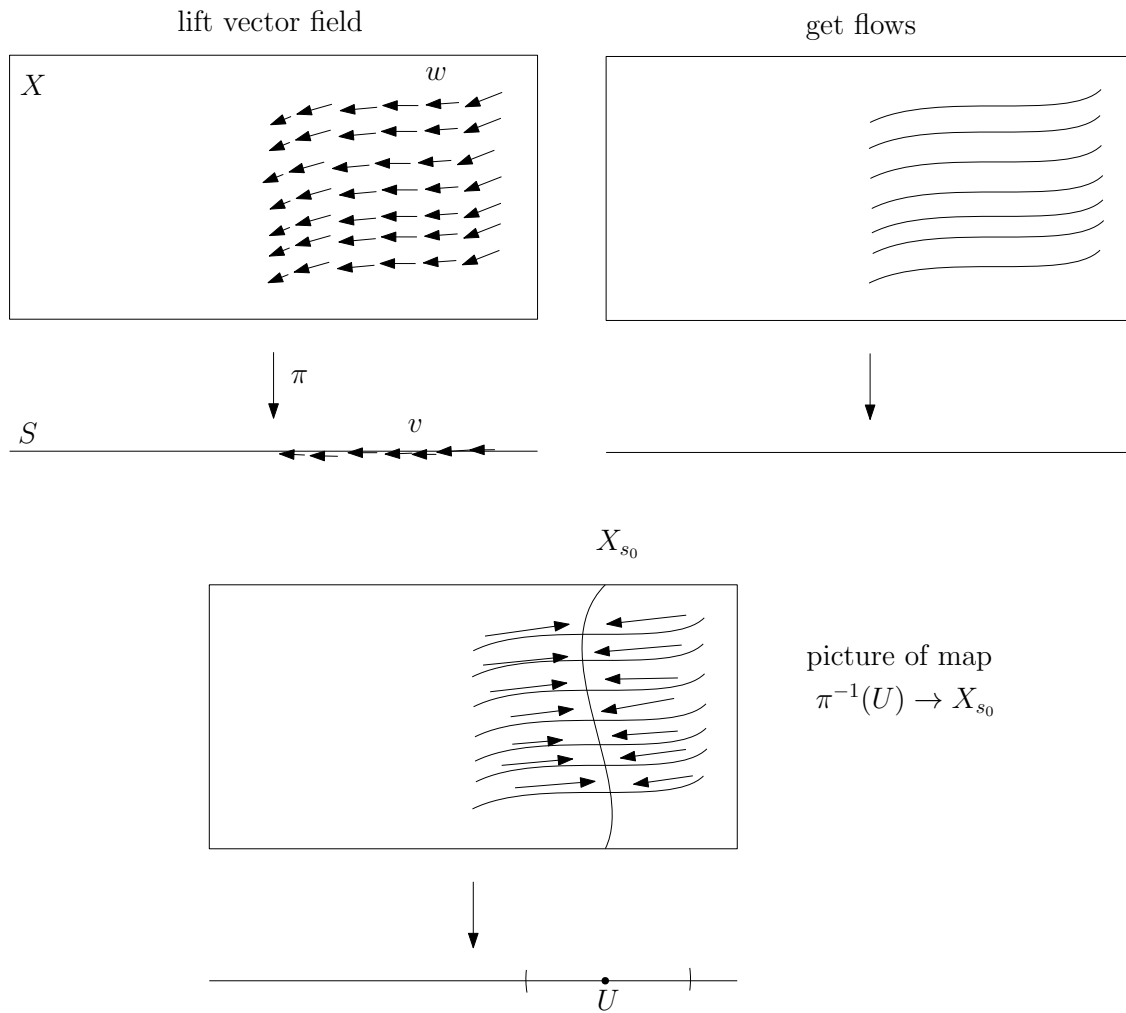 lift vector field
get flows
X
w
π
S
v
X_{s_0}
picture of map
π^{-1}(U) → X_{s_0}
U